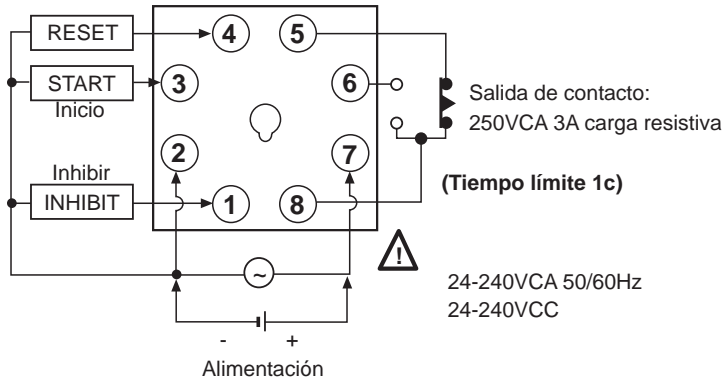 RESET
4
5
START
Inicio
3
6
Salida de contacto:
250VCA 3A carga resistiva
2
7
Inhibir
INHIBIT
1
8
(Tiempo límite 1c)
!
~
24-240VCA 50/60Hz
24-240VCC
- +
Alimentación